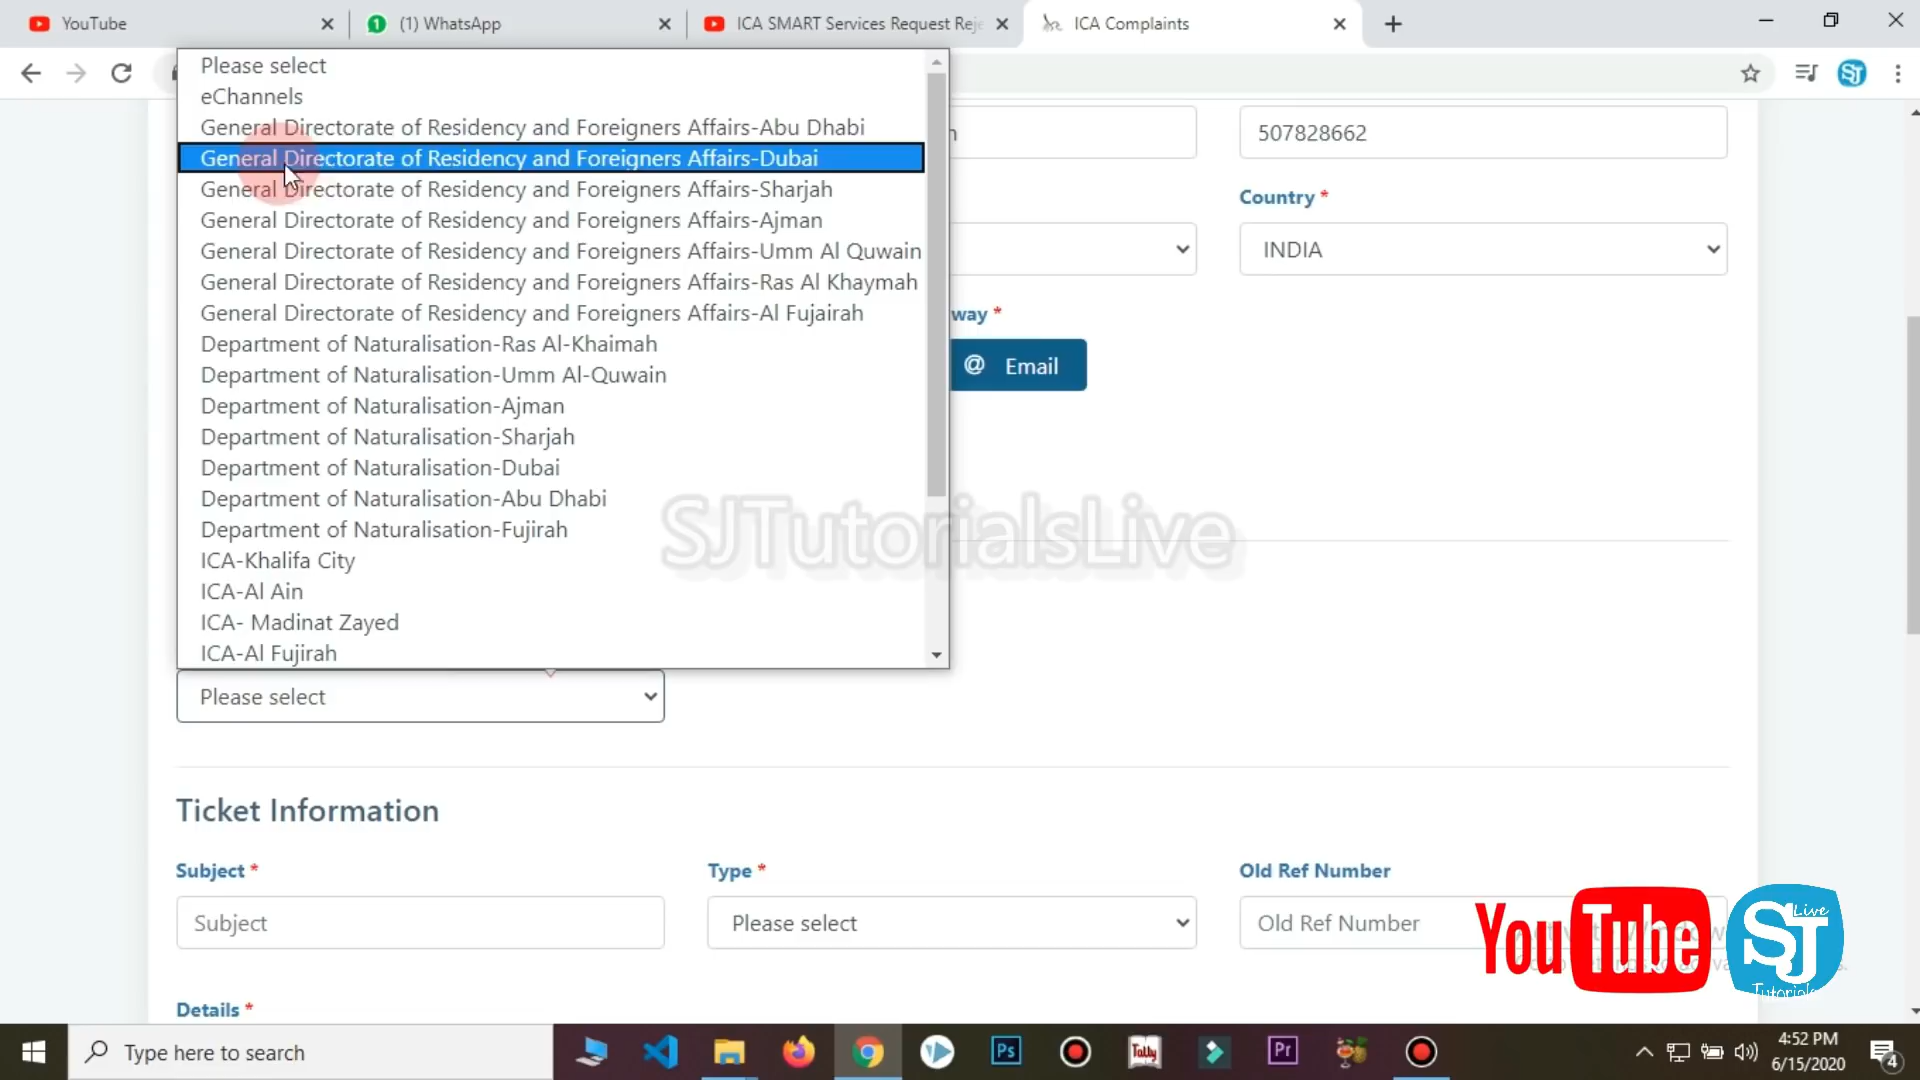 YouTube
(1) WhatsApp
ICA SMART Services Request Reje
ICA Complaints
SJ
Please select
eChannels
General Directorate of Residency and Foreigners Affairs-Abu Dhabi
General Directorate of Residency and Foreigners Affairs-Dubai
General Directorate of Residency and Foreigners Affairs-Sharjah
General Directorate of Residency and Foreigners Affairs-Ajman
General Directorate of Residency and Foreigners Affairs-Umm Al Quwain
General Directorate of Residency and Foreigners Affairs-Ras Al Khaymah
General Directorate of Residency and Foreigners Affairs-Al Fujairah
Department of Naturalisation-Ras Al-Khaimah
Department of Naturalisation-Umm Al-Quwain
Department of Naturalisation-Ajman
Department of Naturalisation-Sharjah
Department of Naturalisation-Dubai
Department of Naturalisation-Abu Dhabi
Department of Naturalisation-Fujirah
ICA-Khalifa City
ICA-Al Ain
ICA- Madinat Zayed
ICA-Al Fujirah
507828662
Country *
INDIA
way *
@ Email
SJTutorialsLive
Please select
Ticket Information
Subject *
Type *
Old Ref Number
Subject
Please select
Old Ref Number
YouTube
SJ
Live
Tutorials
Details *
Type here to search
Ps
Tally
Pr
4:52 PM
6/15/2020
4